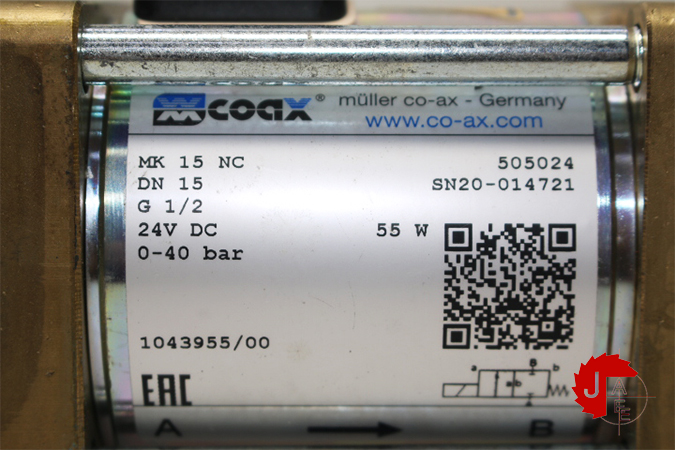 coax® müller co-ax - Germany
www.co-ax.com
MK 15 NC 505024
DN 15 SN20-014721
G 1/2
24V DC 55 W
0-40 bar
1043955/00
EAC
a B b
a b
A B
J